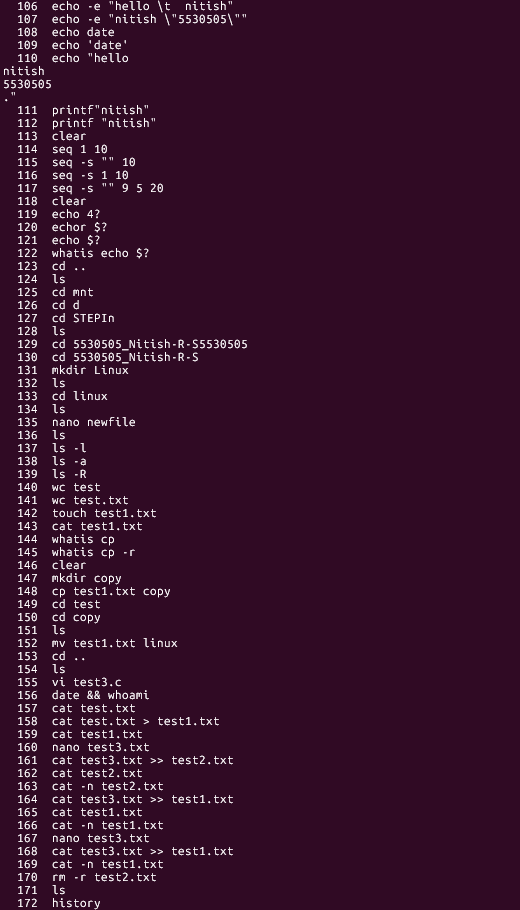 106 echo -e "hello \t nitish"
107 echo -e "nitish \"5530505\""
108 echo date
109 echo 'date'
110 echo "hello
nitish
5530505
."
111 printf"nitish"
112 printf "nitish"
113 clear
114 seq 1 10
115 seq -s "" 10
116 seq -s 1 10
117 seq -s "" 9 5 20
118 clear
119 echo 4?
120 echor $?
121 echo $?
122 whatis echo $?
123 cd ..
124 ls
125 cd mnt
126 cd d
127 cd STEPIn
128 ls
129 cd 5530505_Nitish-R-S5530505
130 cd 5530505_Nitish-R-S
131 mkdir Linux
132 ls
133 cd linux
134 ls
135 nano newfile
136 ls
137 ls -l
138 ls -a
139 ls -R
140 wc test
141 wc test.txt
142 touch test1.txt
143 cat test1.txt
144 whatis cp
145 whatis cp -r
146 clear
147 mkdir copy
148 cp test1.txt copy
149 cd test
150 cd copy
151 ls
152 mv test1.txt linux
153 cd ..
154 ls
155 vi test3.c
156 date && whoami
157 cat test.txt
158 cat test.txt > test1.txt
159 cat test1.txt
160 nano test3.txt
161 cat test3.txt >> test2.txt
162 cat test2.txt
163 cat -n test2.txt
164 cat test3.txt >> test1.txt
165 cat test1.txt
166 cat -n test1.txt
167 nano test3.txt
168 cat test3.txt >> test1.txt
169 cat -n test1.txt
170 rm -r test2.txt
171 ls
172 history